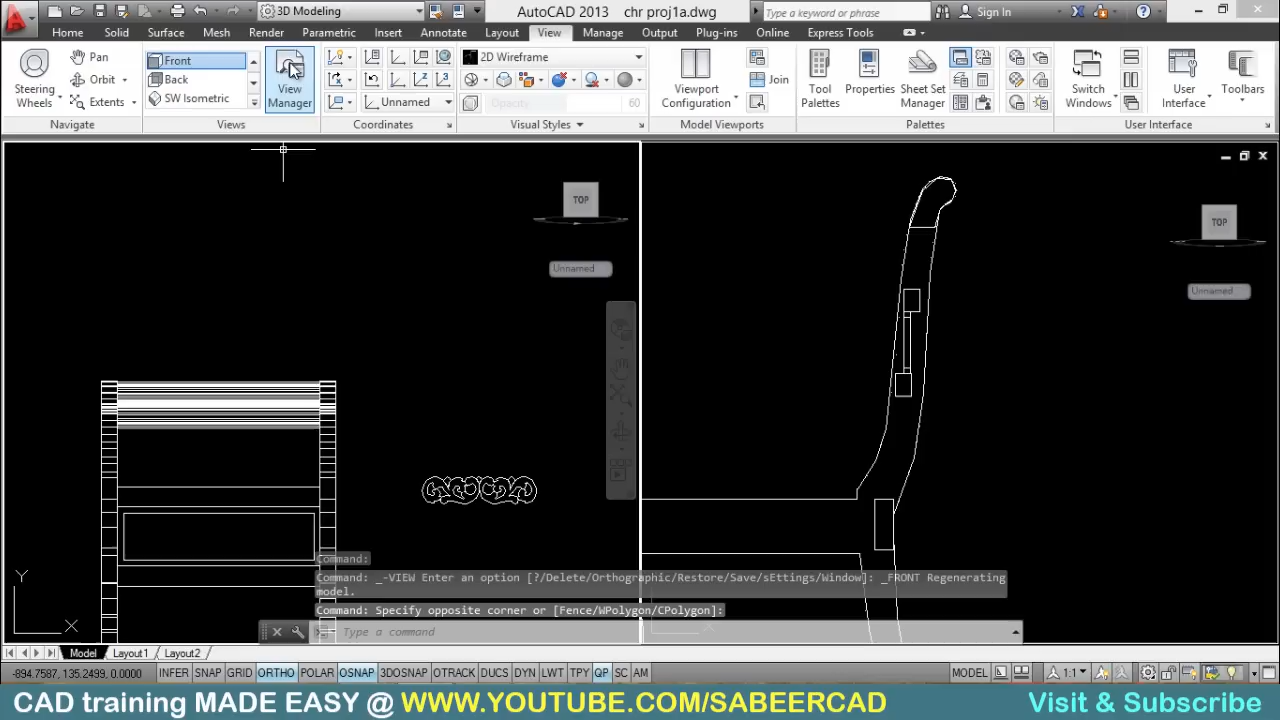 3D Modeling
AutoCAD 2013 chr proj1a.dwg
Type a keyword or phrase
Sign In
Home Solid Surface Mesh Render Parametric Insert Annotate Layout View Manage Output Plug-ins Online Express Tools
Steering Wheels
Pan
Orbit
Extents
Navigate
Front
Back
SW Isometric
View Manager
Views
Unnamed
Coordinates
2D Wireframe
Opacity 60
Visual Styles
Viewport Configuration
Join
Model Viewports
Tool Palettes
Properties
Sheet Set Manager
Palettes
Switch Windows
User Interface
Toolbars
User Interface
TOP
Unnamed
TOP
Unnamed
Y
X
Command:
Command: _-VIEW Enter an option [?/Delete/Orthographic/Restore/Save/sEttings/Window]: _FRONT Regenerating
model.
Command: Specify opposite corner or [Fence/WPolygon/CPolygon]:
Type a command
Model Layout1 Layout2
-894.7587, 135.2499, 0.0000 INFER SNAP GRID ORTHO POLAR OSNAP 3DOSNAP OTRACK DUCS DYN LWT TPY QP SC AM MODEL 1:1
CAD training MADE EASY @ WWW.YOUTUBE.COM/SABEERCAD Visit & Subscribe